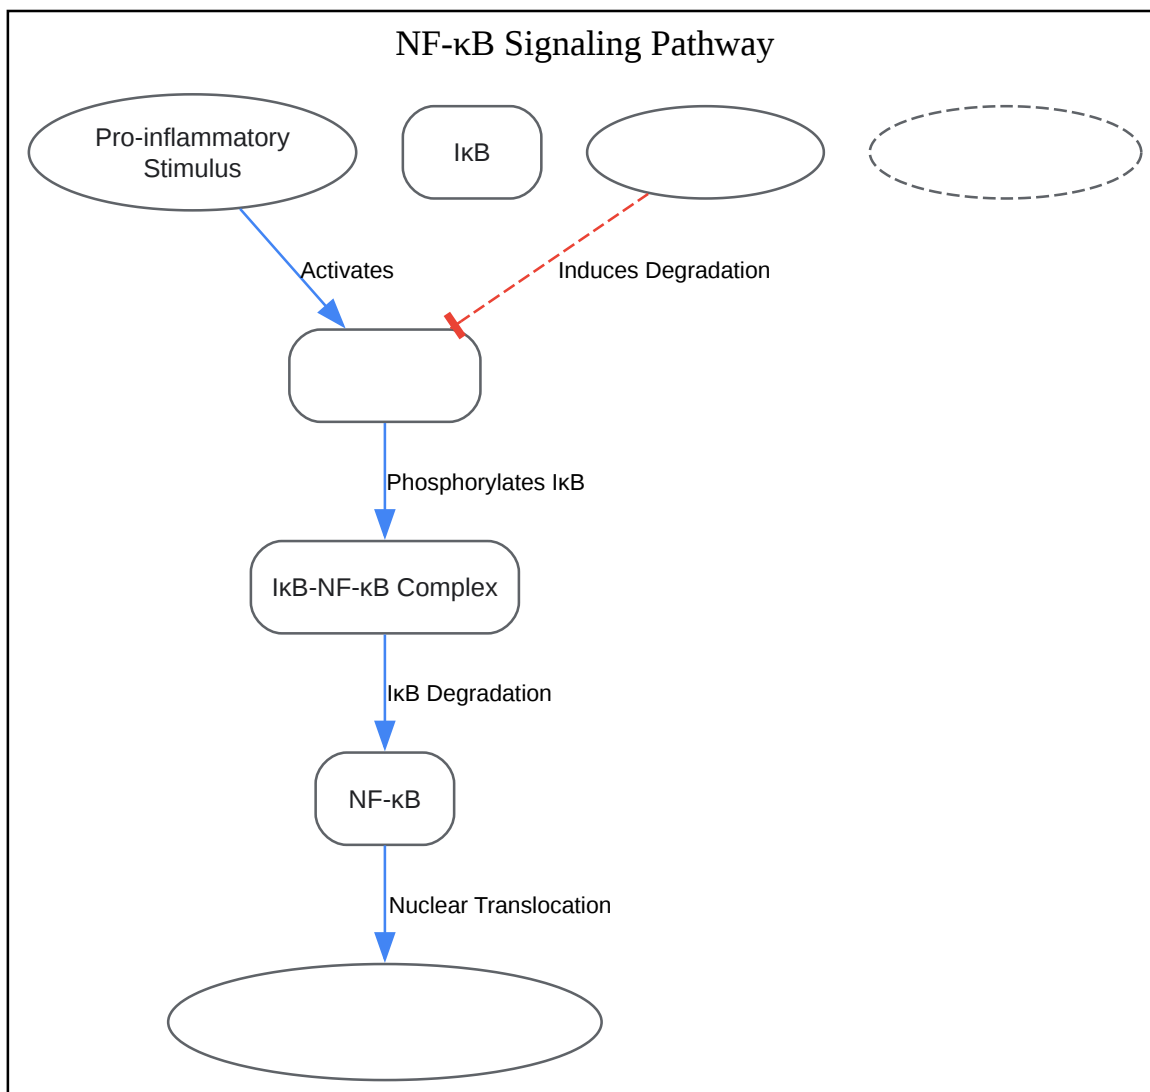 NF-κB Signaling Pathway
Pro-inflammatory
Stimulus
IκB
Activates
Induces Degradation
Phosphorylates IκB
IκB-NF-κB Complex
IκB Degradation
NF-κB
Nuclear Translocation